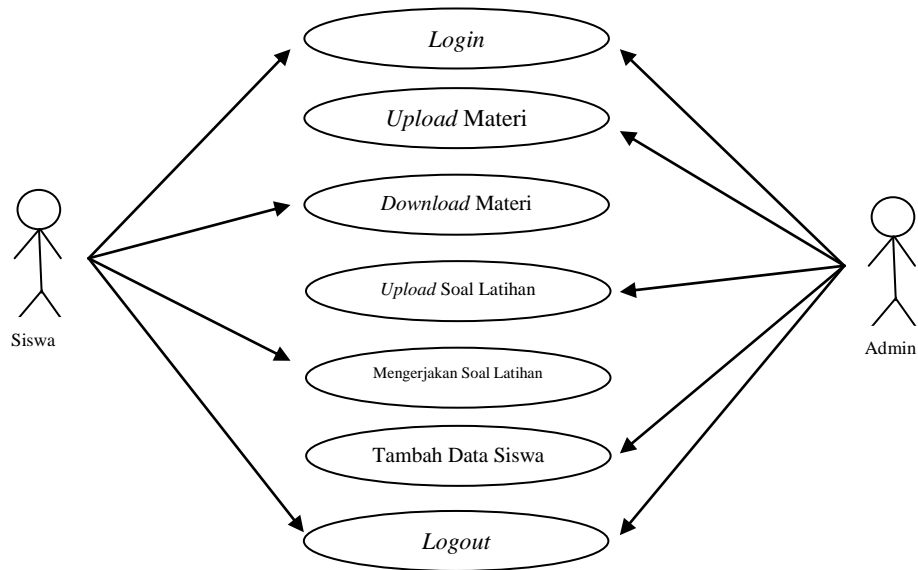 Login
Upload Materi
Download Materi
Upload Soal Latihan
Siswa
Admin
Mengerjakan Soal Latihan
Tambah Data Siswa
Logout